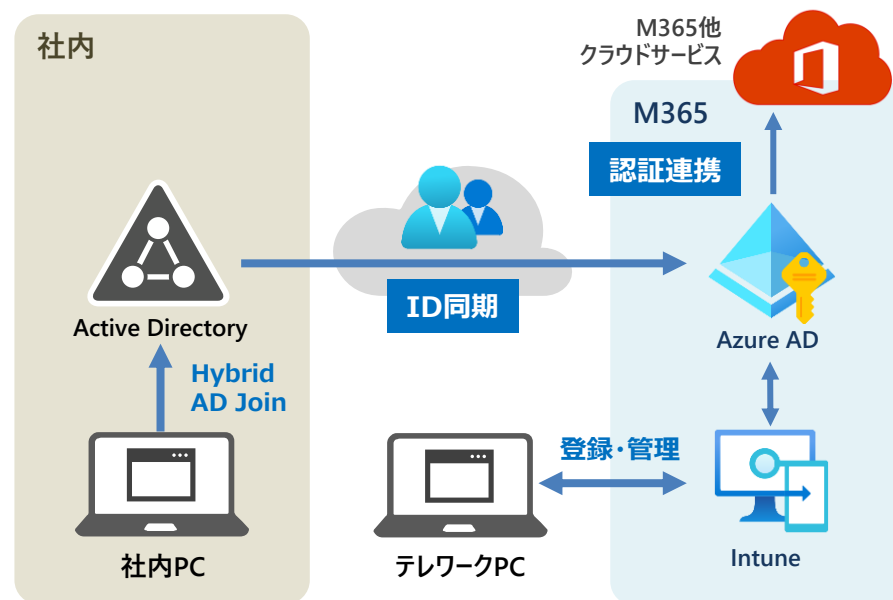 社内
M365他
クラウドサービス
M365
認証連携
ID同期
Active Directory
Azure AD
Hybrid
AD Join
登録・管理
社内PC
テレワークPC
Intune